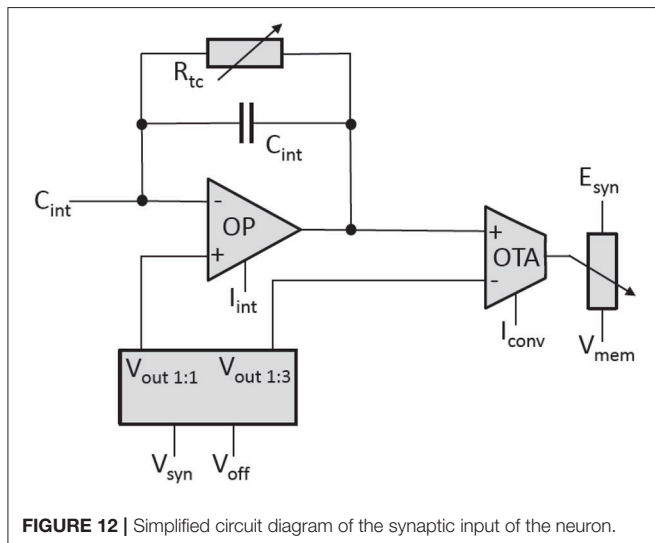 R_tc
C_int
C_int
-
OP
+
I_int
+
OTA
-
I_conv
E_syn
V_mem
V_out 1:1 V_out 1:3
V_syn V_off
FIGURE 12 | Simplified circuit diagram of the synaptic input of the neuron.